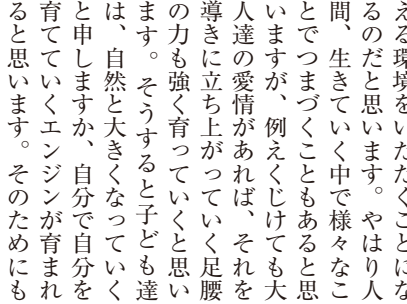 える環境をいただくことにな
るのだと思います。やはり人
間、生きていく中で様々なこ
とでつまづくこともあると思
いますが、例えくじけても大
人達の愛情があれば、それを
導きに立ち上がっていく足腰
の力も強く育っていくと思い
ます。そうすると子ども達
は、自然と大きくなっていく
と申しますか、自分で自分を
育てていくエンジンが育まれ
ると思います。そのためにも